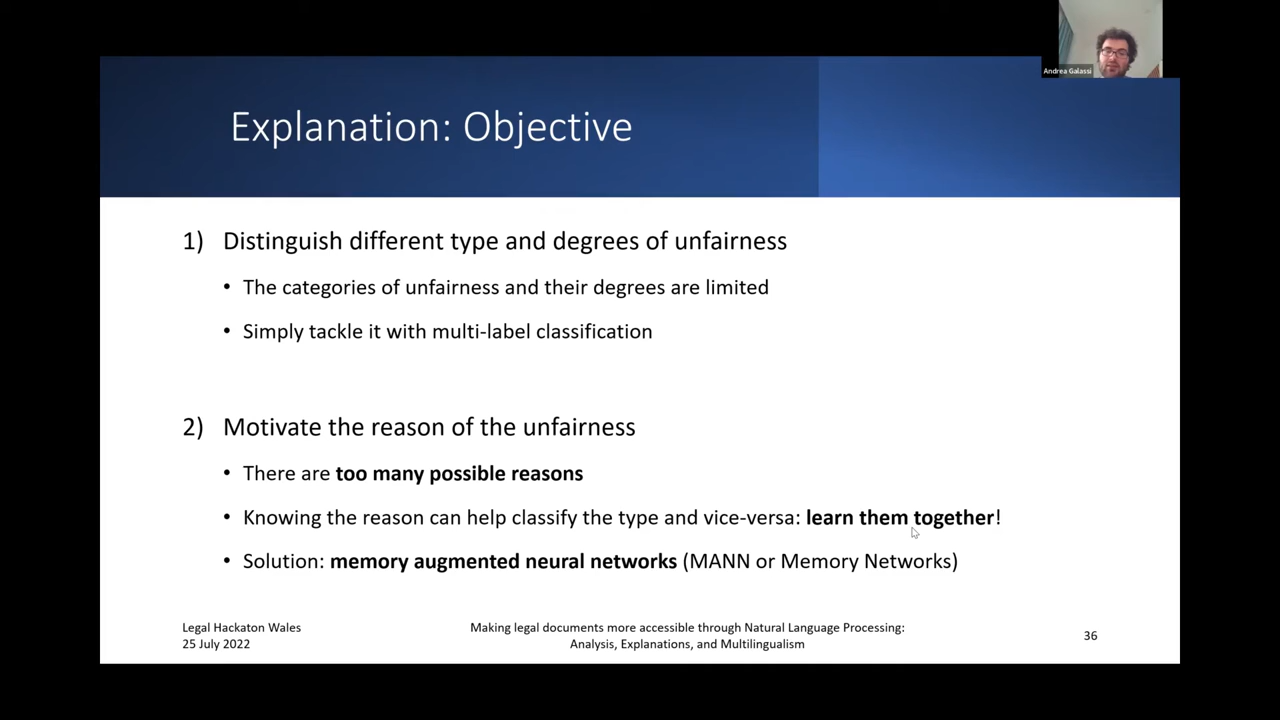 Andrea Galassi
Explanation: Objective
1) Distinguish different type and degrees of unfairness
• The categories of unfairness and their degrees are limited
• Simply tackle it with multi-label classification
2) Motivate the reason of the unfairness
• There are too many possible reasons
• Knowing the reason can help classify the type and vice-versa: learn them together!
• Solution: memory augmented neural networks (MANN or Memory Networks)
Legal Hackaton Wales
25 July 2022
Making legal documents more accessible through Natural Language Processing:
Analysis, Explanations, and Multilingualism
36